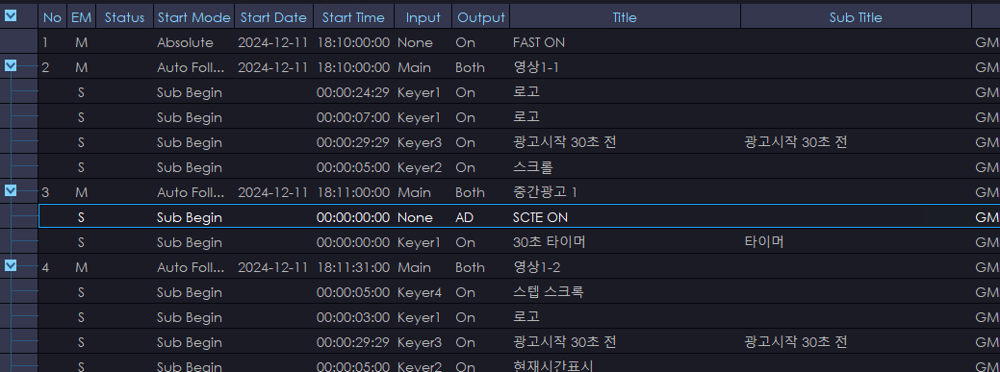 No EM Status Start Mode Start Date Start Time Input Output Title Sub Title
1 M Absolute 2024-12-11 18:10:00:00 None On FAST ON GM
2 M Auto Foll... 2024-12-11 18:10:00:00 Main Both 영상1-1 GM
S Sub Begin 00:00:24:29 Keyer1 On 로고 GM
S Sub Begin 00:00:07:00 Keyer1 On 로고 GM
S Sub Begin 00:00:29:29 Keyer3 On 광고시작 30초 전 광고시작 30초 전 GM
S Sub Begin 00:00:05:00 Keyer2 On 스크롤 GM
3 M Auto Foll... 2024-12-11 18:11:00:00 Main Both 중간광고 1 GM
S Sub Begin 00:00:00:00 None AD SCTE ON GM
S Sub Begin 00:00:00:00 Keyer1 On 30초 타이머 타이머 GM
4 M Auto Foll... 2024-12-11 18:11:31:00 Main Both 영상1-2 GM
S Sub Begin 00:00:05:00 Keyer4 On 스텝 스크록 GM
S Sub Begin 00:00:03:00 Keyer1 On 로고 GM
S Sub Begin 00:00:29:29 Keyer3 On 광고시작 30초 전 광고시작 30초 전 GM
S Sub Begin 00:00:05:00 Keyer2 On 현재시간표시 GM